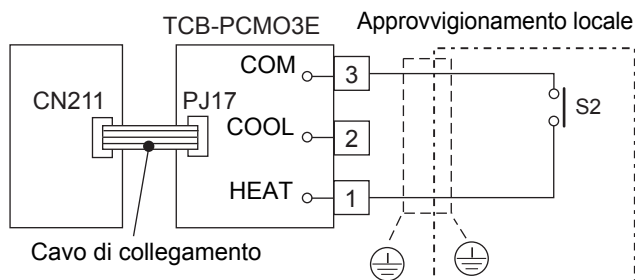 Approvvigionamento locale
TCB-PCMO3E
COM
3
CN211
PJ17
S2
COOL
2
HEAT
1
Cavo di collegamento